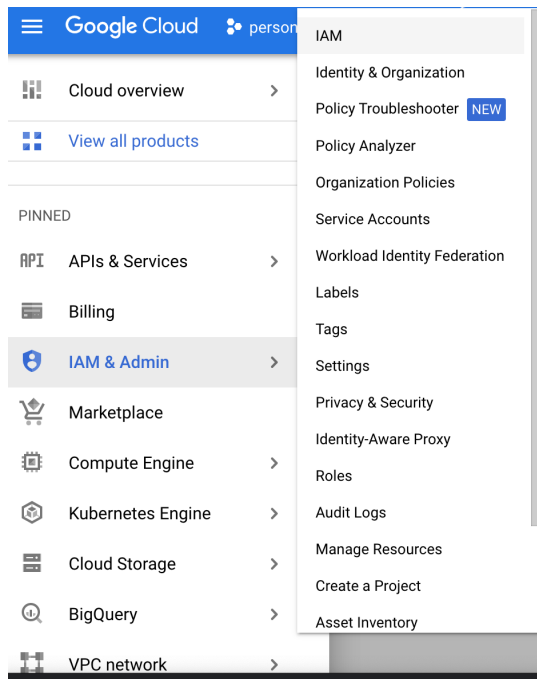 Google Cloud
person
Cloud overview
View all products
PINNED
API
APIs & Services
Billing
IAM & Admin
Marketplace
Compute Engine
Kubernetes Engine
Cloud Storage
BigQuery
VPC network
IAM
Identity & Organization
Policy Troubleshooter NEW
Policy Analyzer
Organization Policies
Service Accounts
Workload Identity Federation
Labels
Tags
Settings
Privacy & Security
Identity-Aware Proxy
Roles
Audit Logs
Manage Resources
Create a Project
Asset Inventory